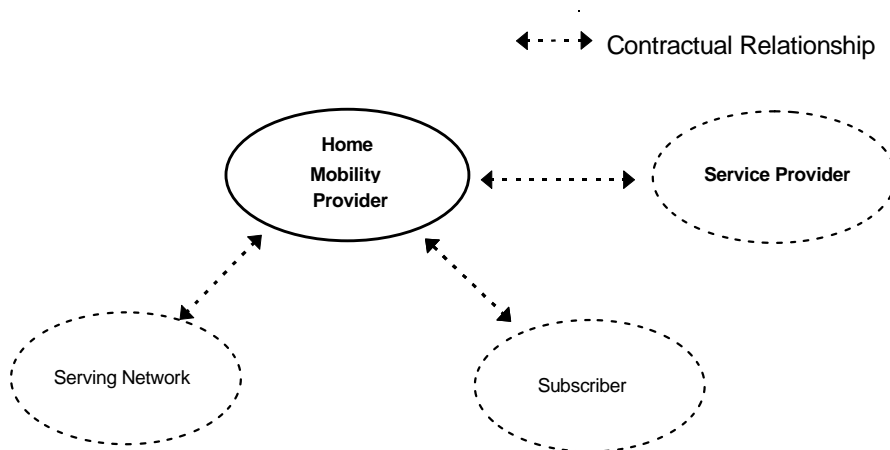 Contractual Relationship
Home
Mobility
Provider
Service Provider
Serving Network
Subscriber